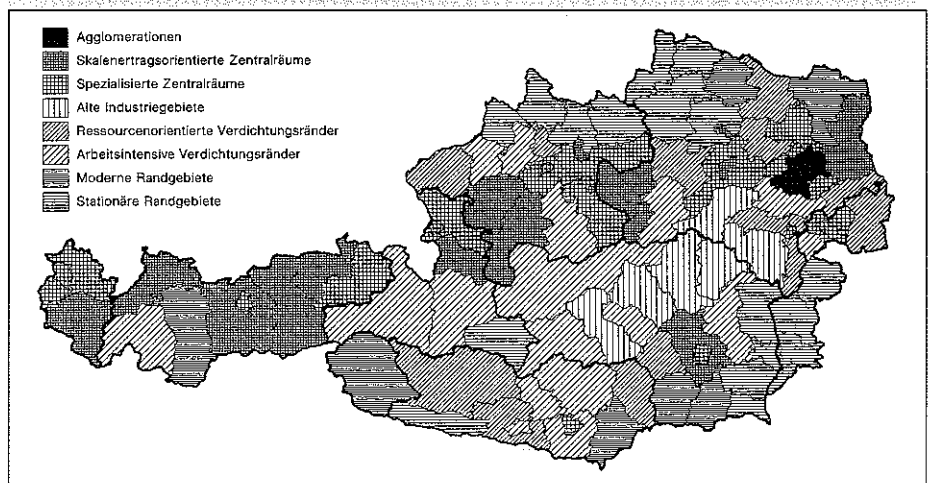 Agglomerationen
Skalenertragsorientierte Zentralräume
Spezialisierte Zentralräume
Alte Industriegebiete
Ressourcenorientierte Verdichtungsränder
Arbeitsintensive Verdichtungsränder
Moderne Randgebiete
Stationäre Randgebiete